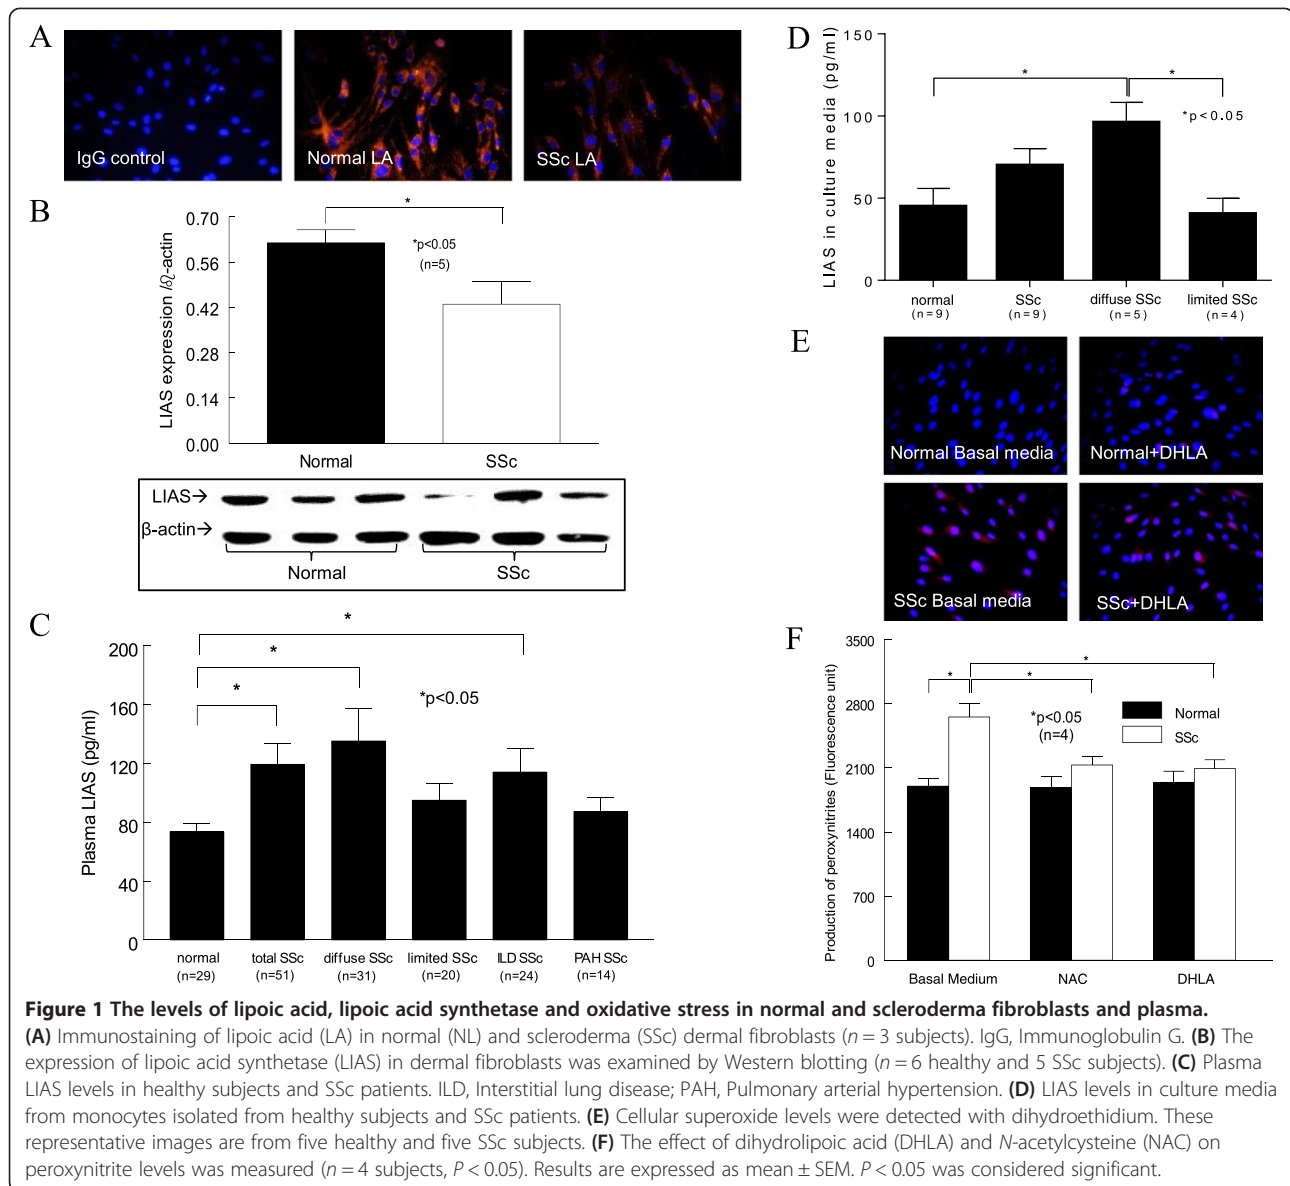 A
IgG control
Normal LA
SSc LA
B
LIAS expression /β-actin
0.70
0.56
0.42
0.28
0.14
0.00
*
*p<0.05
(n=5)
Normal
SSc
LIAS→
β-actin→
Normal
SSc
C
Plasma LIAS (pg/ml)
200
160
120
80
40
0
*
*
*
*p<0.05
normal
(n=29)
total SSc
(n=51)
diffuse SSc
(n=31)
limited SSc
(n=20)
ILD SSc
(n=24)
PAH SSc
(n=14)
D
LIAS in culture media (pg/ml)
150
100
50
0
*
*
*p<0.05
normal
(n=9)
SSc
(n=9)
diffuse SSc
(n=5)
limited SSc
(n=4)
E
Normal Basal media
Normal+DHLA
SSc Basal media
SSc+DHLA
F
Production of peroxynitrites (Fluorescence unit)
3500
2800
2100
1400
700
0
*
*
*
*p<0.05
(n=4)
Normal
SSc
Basal Medium
NAC
DHLA
Figure 1 The levels of lipoic acid, lipoic acid synthetase and oxidative stress in normal and scleroderma fibroblasts and plasma.
(A) Immunostaining of lipoic acid (LA) in normal (NL) and scleroderma (SSc) dermal fibroblasts (n = 3 subjects). IgG, Immunoglobulin G. (B) The
expression of lipoic acid synthetase (LIAS) in dermal fibroblasts was examined by Western blotting (n = 6 healthy and 5 SSc subjects). (C) Plasma
LIAS levels in healthy subjects and SSc patients. ILD, Interstitial lung disease; PAH, Pulmonary arterial hypertension. (D) LIAS levels in culture media
from monocytes isolated from healthy subjects and SSc patients. (E) Cellular superoxide levels were detected with dihydroethidium. These
representative images are from five healthy and five SSc subjects. (F) The effect of dihydrolipoic acid (DHLA) and N-acetylcysteine (NAC) on
peroxynitrite levels was measured (n = 4 subjects, P < 0.05). Results are expressed as mean ± SEM. P < 0.05 was considered significant.